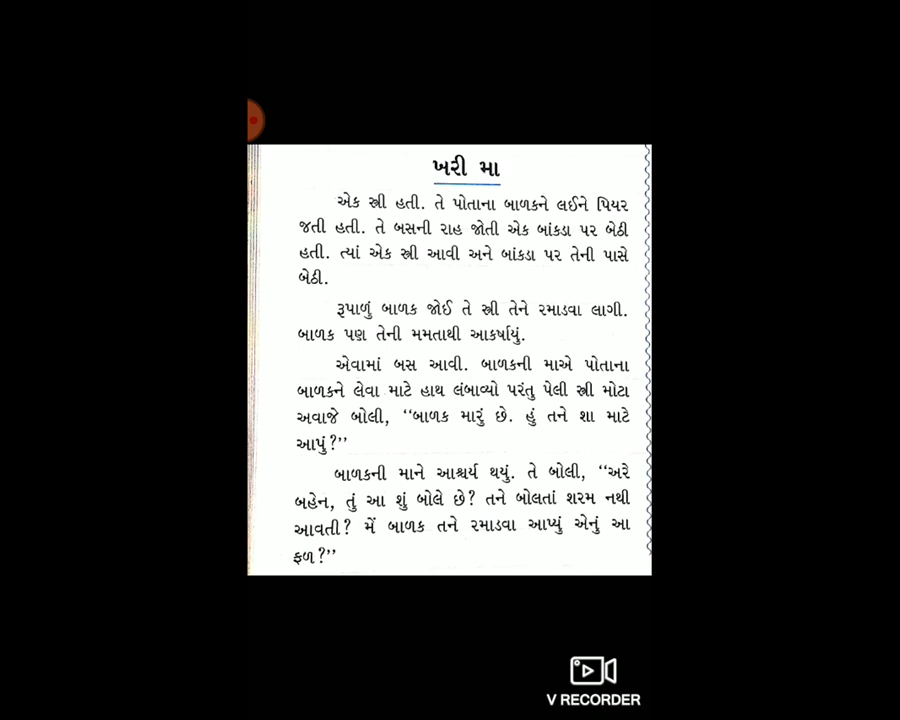 ખરી મા
એક સ્ત્રી હતી. તે પોતાના બાળકને લઈને પિયર
જતી હતી. તે બસની રાહ જોતી એક બાંકડા પર બેઠી
હતી. ત્યાં એક સ્ત્રી આવી અને બાંકડા પર તેની પાસે
બેઠી.
રૂપાળું બાળક જોઈ તે સ્ત્રી તેને રમાડવા લાગી.
બાળક પણ તેની મમતાથી આકર્ષાયું.
એવામાં બસ આવી. બાળકની માએ પોતાના
બાળકને લેવા માટે હાથ લંબાવ્યો પરંતુ પેલી સ્ત્રી મોટા
અવાજે બોલી, ‘‘બાળક મારું છે. હું તને શા માટે
આપું?’’
બાળકની માને આશ્ચર્ય થયું. તે બોલી, ‘‘અરે
બહેન, તું આ શું બોલે છે? તને બોલતાં શરમ નથી
આવતી? મેં બાળક તને રમાડવા આપ્યું એનું આ
ફળ?’’
V RECORDER